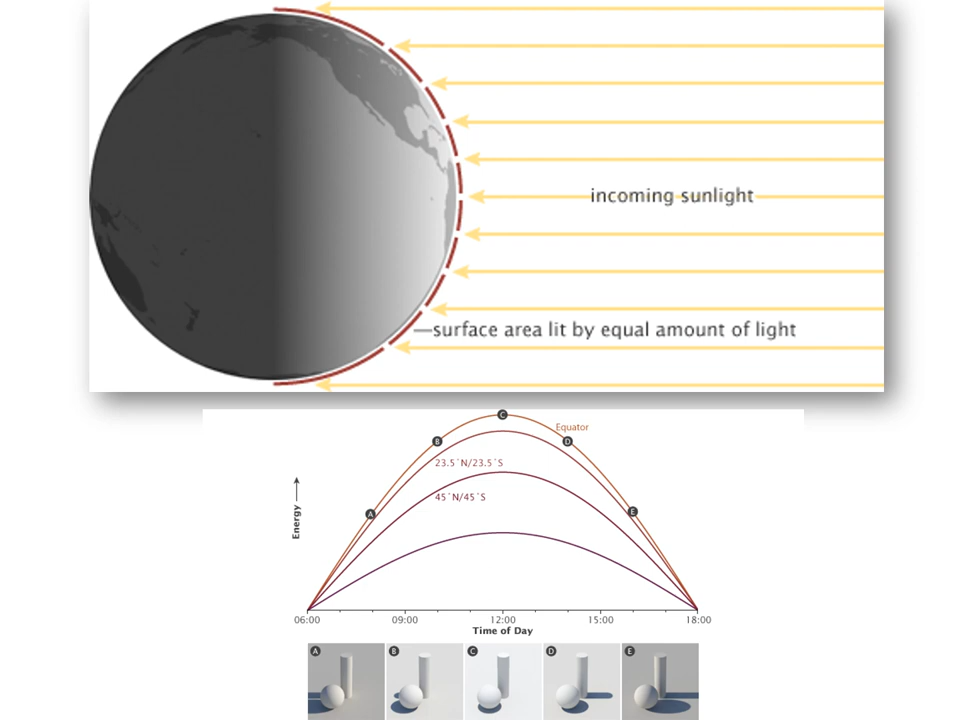 incoming sunlight
surface area lit by equal amount of light
C
Equator
B
D
23.5°N/23.5°S
45°N/45°S
A
E
Energy
06:00 09:00 12:00 15:00 18:00
Time of Day
A B C D E